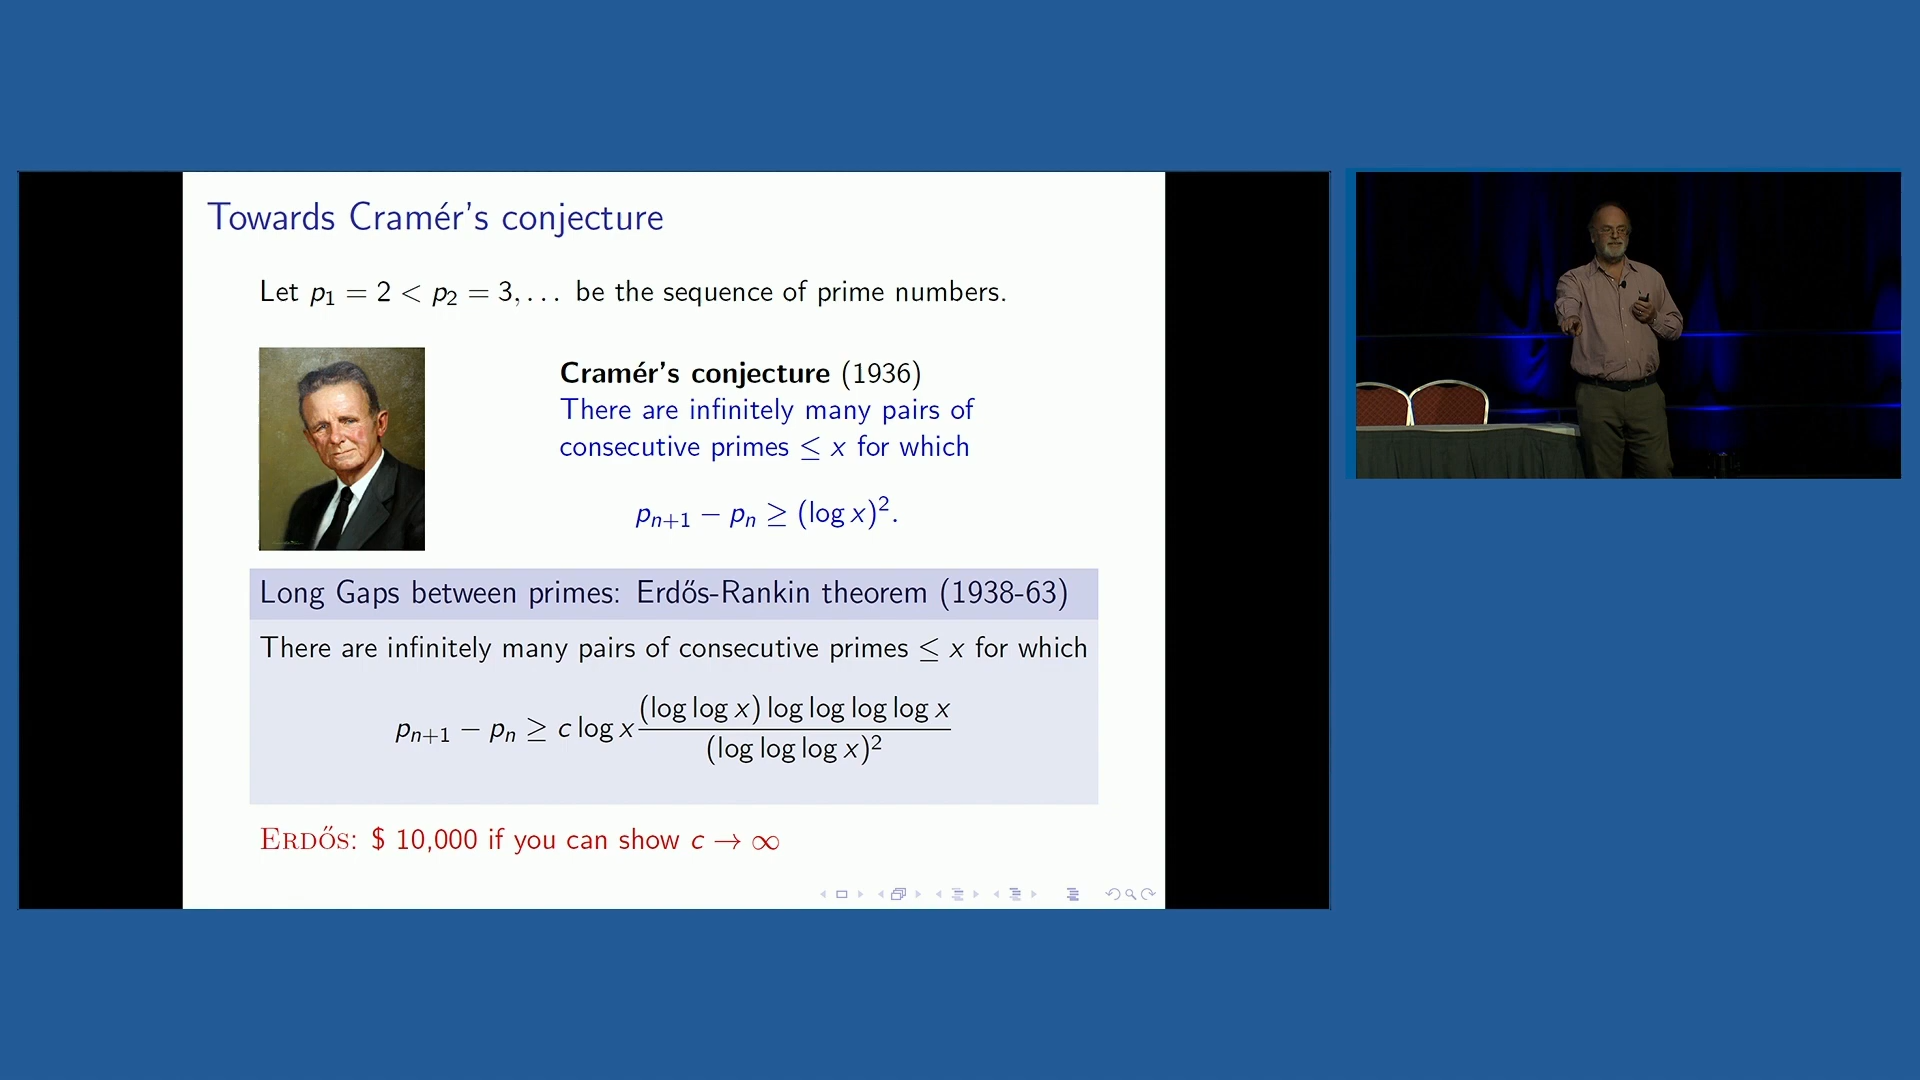 Towards Cramér's conjecture
Let p₁ = 2 < p₂ = 3, . . . be the sequence of prime numbers.
Cramér's conjecture (1936)
There are infinitely many pairs of
consecutive primes ≤ x for which
pₙ₊₁ − pₙ ≥ (log x)².
Long Gaps between primes: Erdős-Rankin theorem (1938-63)
There are infinitely many pairs of consecutive primes ≤ x for which
pₙ₊₁ − pₙ ≥ c log x (log log x) log log log log x / (log log log x)²
ERDŐS: $ 10,000 if you can show c → ∞